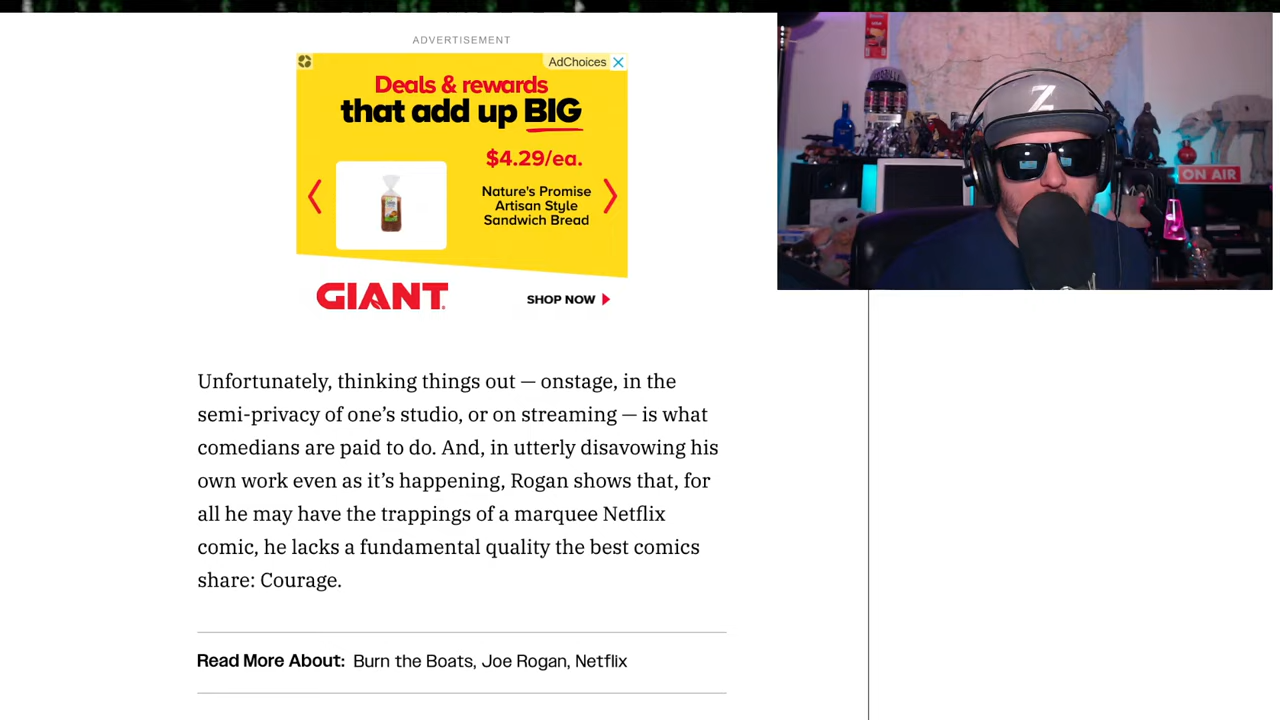 ADVERTISEMENT
AdChoices
Deals & rewards
that add up BIG
$4.29/ea.
Nature's Promise
Artisan Style
Sandwich Bread
GIANT
SHOP NOW
Z
ON AIR
Unfortunately, thinking things out — onstage, in the
semi-privacy of one’s studio, or on streaming — is what
comedians are paid to do. And, in utterly disavowing his
own work even as it’s happening, Rogan shows that, for
all he may have the trappings of a marquee Netflix
comic, he lacks a fundamental quality the best comics
share: Courage.
Read More About: Burn the Boats, Joe Rogan, Netflix